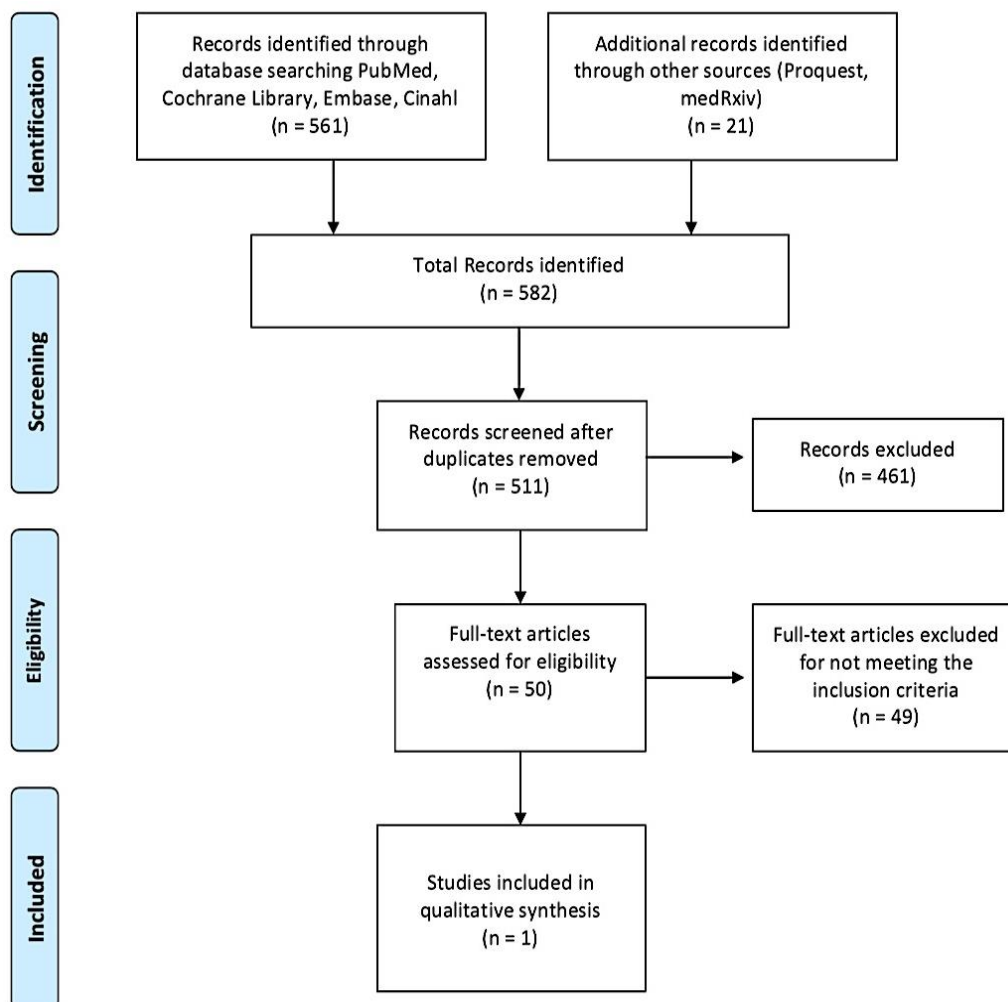 Identification
Records identified through
database searching PubMed,
Cochrane Library, Embase, Cinahl
(n = 561)
Additional records identified
through other sources (Proquest,
medRxiv)
(n = 21)
Total Records identified
(n = 582)
Screening
Records screened after
duplicates removed
(n = 511)
Records excluded
(n = 461)
Eligibility
Full-text articles
assessed for eligibility
(n = 50)
Full-text articles excluded
for not meeting the
inclusion criteria
(n = 49)
Included
Studies included in
qualitative synthesis
(n = 1)